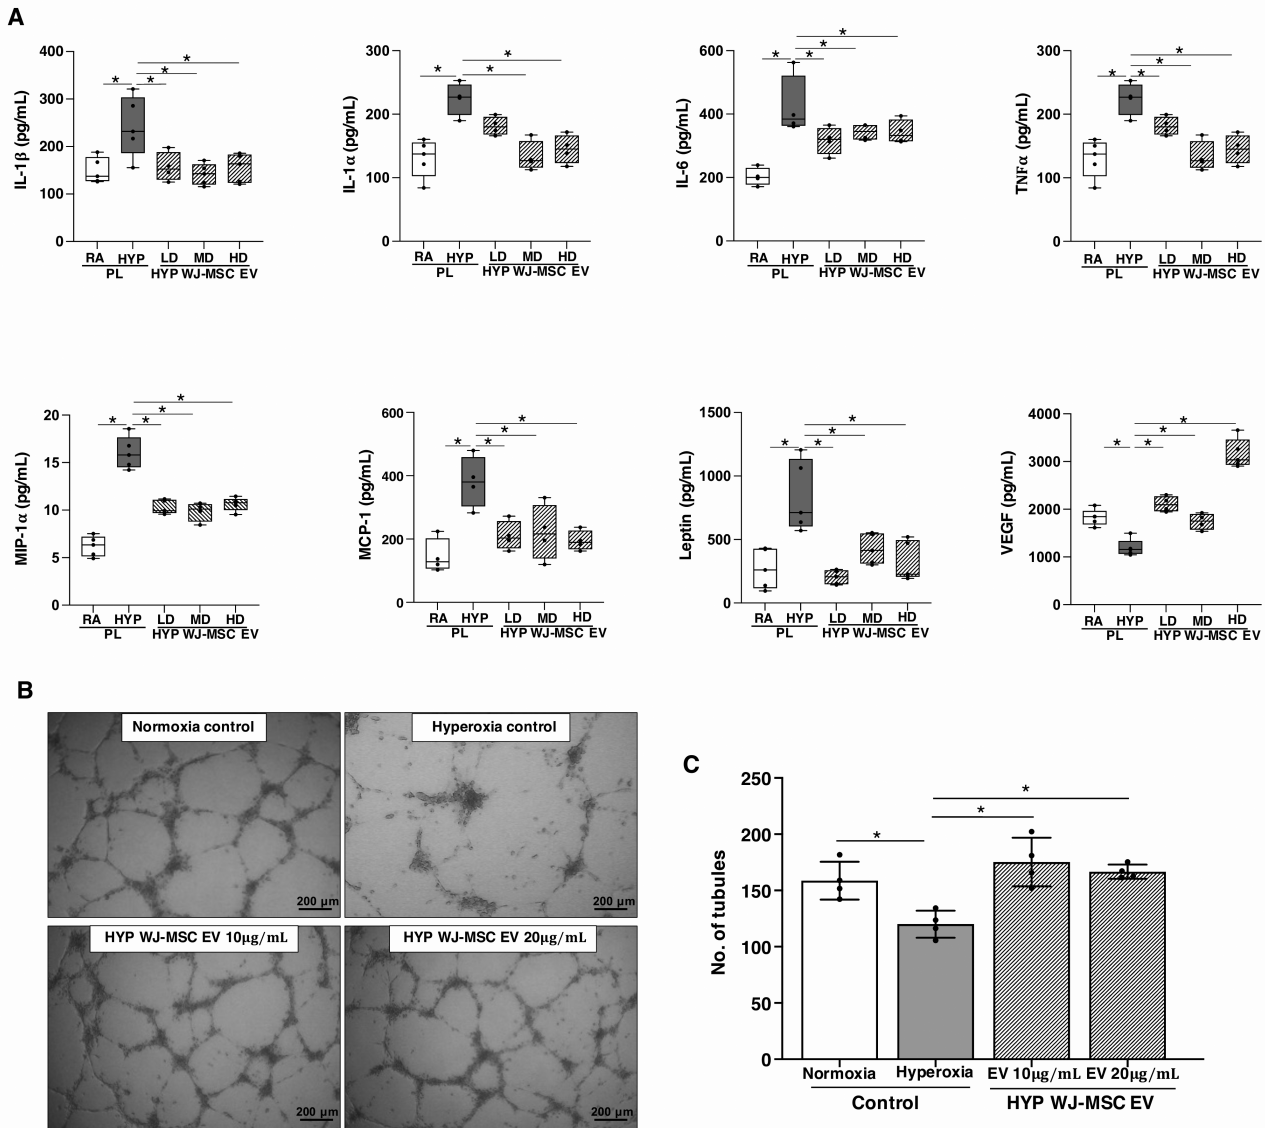 A
IL-1β (pg/mL)
400
300
200
100
0
* * * *
RA HYP LD MD HD
PL HYP WJ-MSC EV
IL-1α (pg/mL)
300
200
100
0
* * *
RA HYP LD MD HD
PL HYP WJ-MSC EV
IL-6 (pg/mL)
600
400
200
0
* * * *
RA HYP LD MD HD
PL HYP WJ-MSC EV
TNFα (pg/mL)
300
200
100
0
* * * *
RA HYP LD MD HD
PL HYP WJ-MSC EV
MIP-1α (pg/mL)
20
15
10
5
0
* * * *
RA HYP LD MD HD
PL HYP WJ-MSC EV
MCP-1 (pg/mL)
600
400
200
0
* * * *
RA HYP LD MD HD
PL HYP WJ-MSC EV
Leptin (pg/mL)
1500
1000
500
0
* * * *
RA HYP LD MD HD
PL HYP WJ-MSC EV
VEGF (pg/mL)
4000
3000
2000
1000
0
* * * *
RA HYP LD MD HD
PL HYP WJ-MSC EV
B
Normoxia control
200 µm
Hyperoxia control
200 µm
HYP WJ-MSC EV 10µg/mL
200 µm
HYP WJ-MSC EV 20µg/mL
200 µm
C
No. of tubules
250
200
150
100
50
0
* * *
Normoxia Hyperoxia EV 10µg/mL EV 20µg/mL
Control HYP WJ-MSC EV